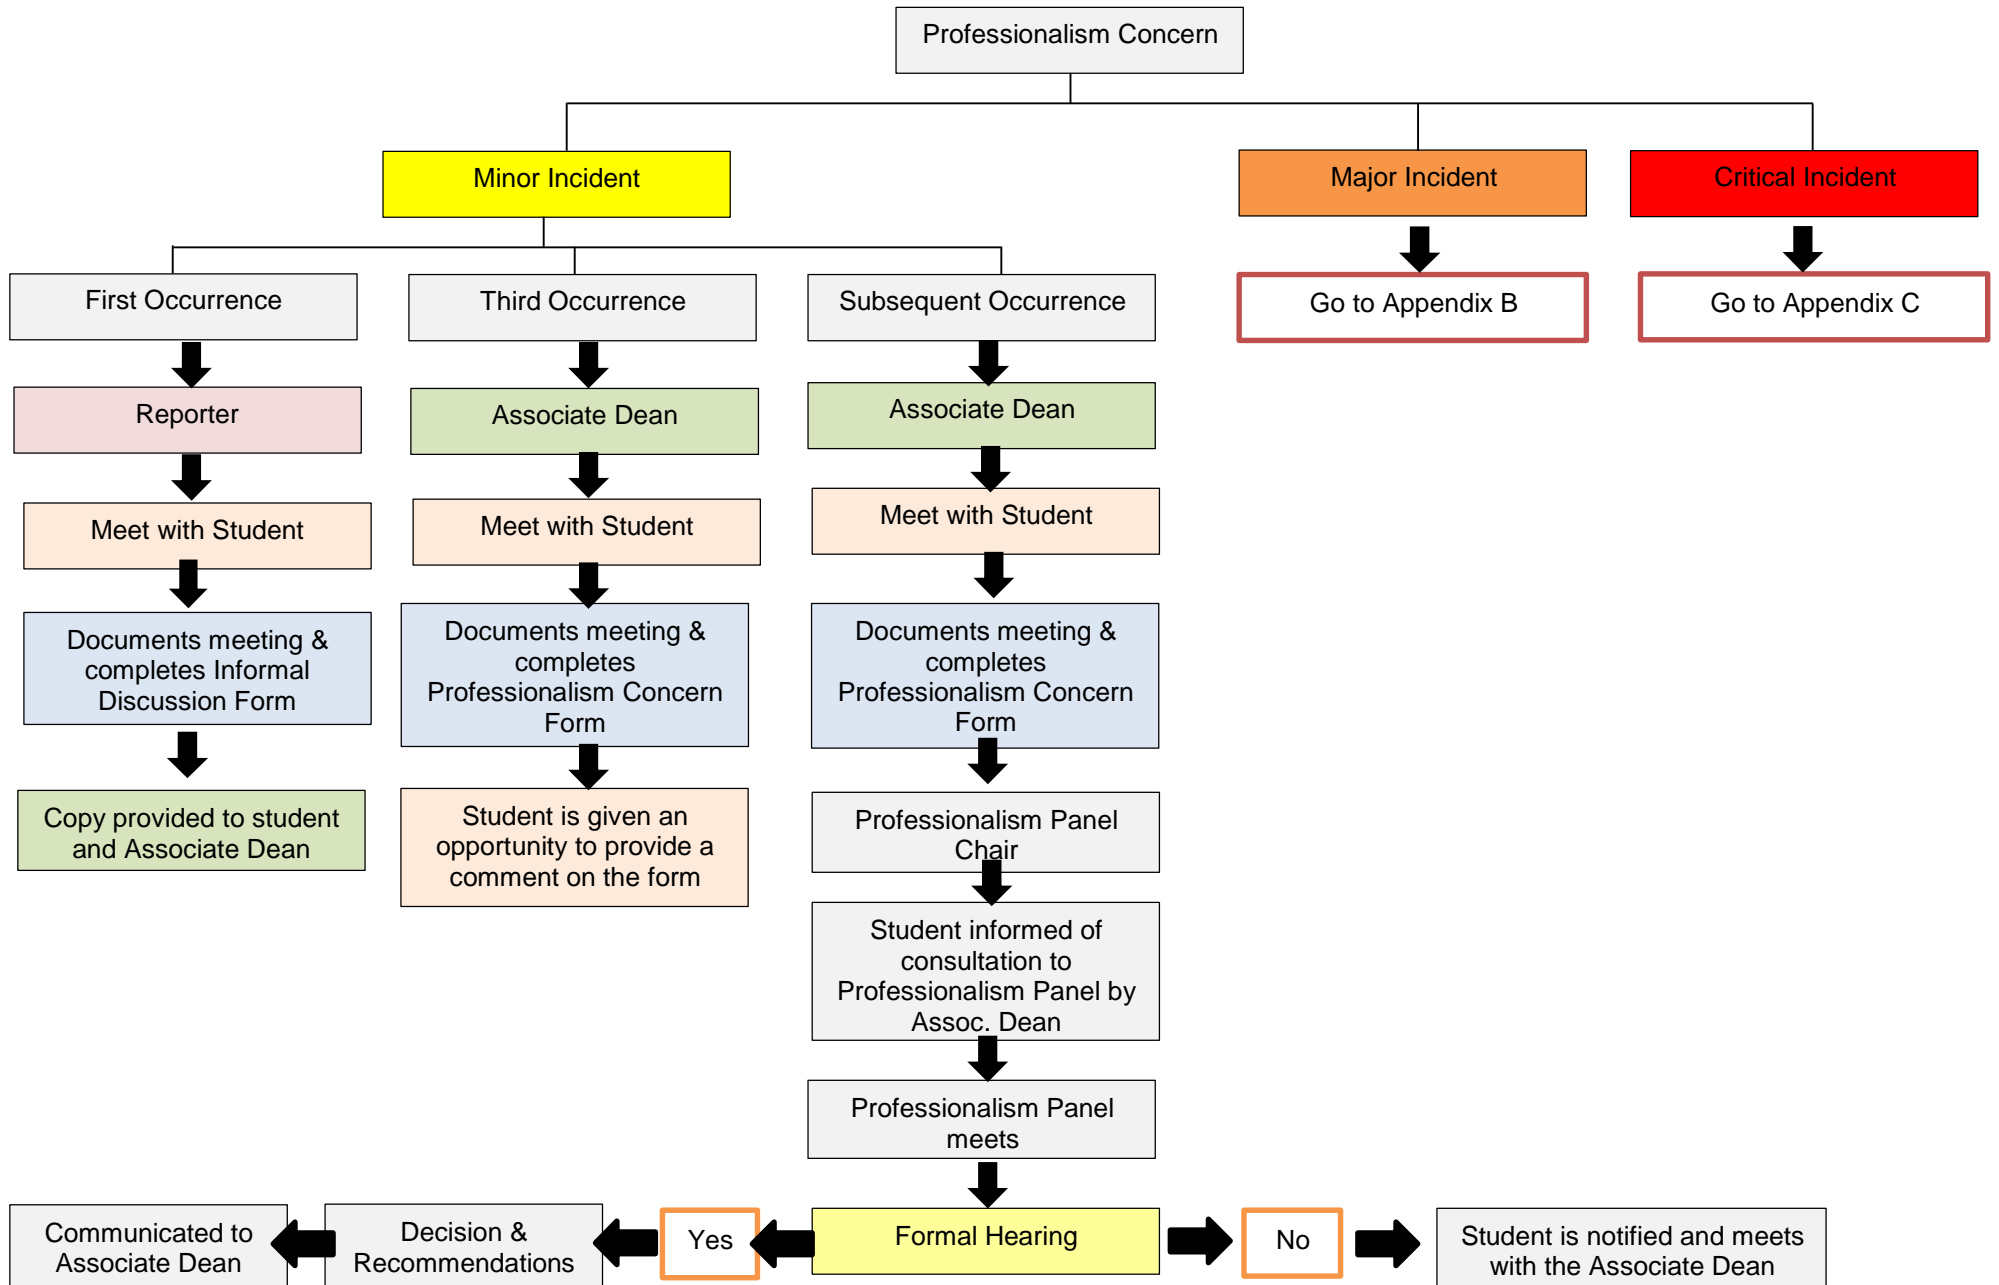 Professionalism Concern
Minor Incident
Major Incident
Critical Incident
First Occurrence
Third Occurrence
Subsequent Occurrence
Go to Appendix B
Go to Appendix C
Reporter
Associate Dean
Associate Dean
Meet with Student
Meet with Student
Meet with Student
Documents meeting &
completes Informal
Discussion Form
Documents meeting &
completes
Professionalism Concern
Form
Documents meeting &
completes
Professionalism Concern
Form
Copy provided to student
and Associate Dean
Student is given an
opportunity to provide a
comment on the form
Professionalism Panel
Chair
Student informed of
consultation to
Professionalism Panel by
Assoc. Dean
Professionalism Panel
meets
Communicated to
Associate Dean
Decision &
Recommendations
Yes
Formal Hearing
No
Student is notified and meets
with the Associate Dean